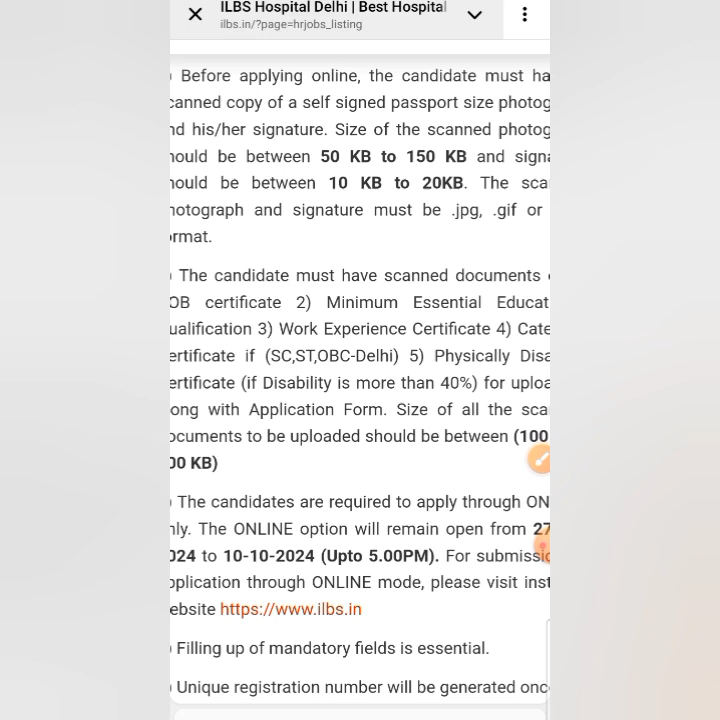 ILBS Hospital Delhi | Best Hospital
ilbs.in/?page=hrjobs_listing
) Before applying online, the candidate must ha
canned copy of a self signed passport size photog
nd his/her signature. Size of the scanned photog
hould be between 50 KB to 150 KB and signa
hould be between 10 KB to 20KB. The sca
hotograph and signature must be .jpg, .gif or
ormat.
) The candidate must have scanned documents
OB certificate 2) Minimum Essential Educat
ualification 3) Work Experience Certificate 4) Cate
ertificate if (SC,ST,OBC-Delhi) 5) Physically Disa
ertificate (if Disability is more than 40%) for uploa
ong with Application Form. Size of all the sca
ocuments to be uploaded should be between (100
00 KB)
) The candidates are required to apply through ON
nly. The ONLINE option will remain open from 27
024 to 10-10-2024 (Upto 5.00PM). For submissio
pplication through ONLINE mode, please visit inst
ebsite https://www.ilbs.in
) Filling up of mandatory fields is essential.
) Unique registration number will be generated onc